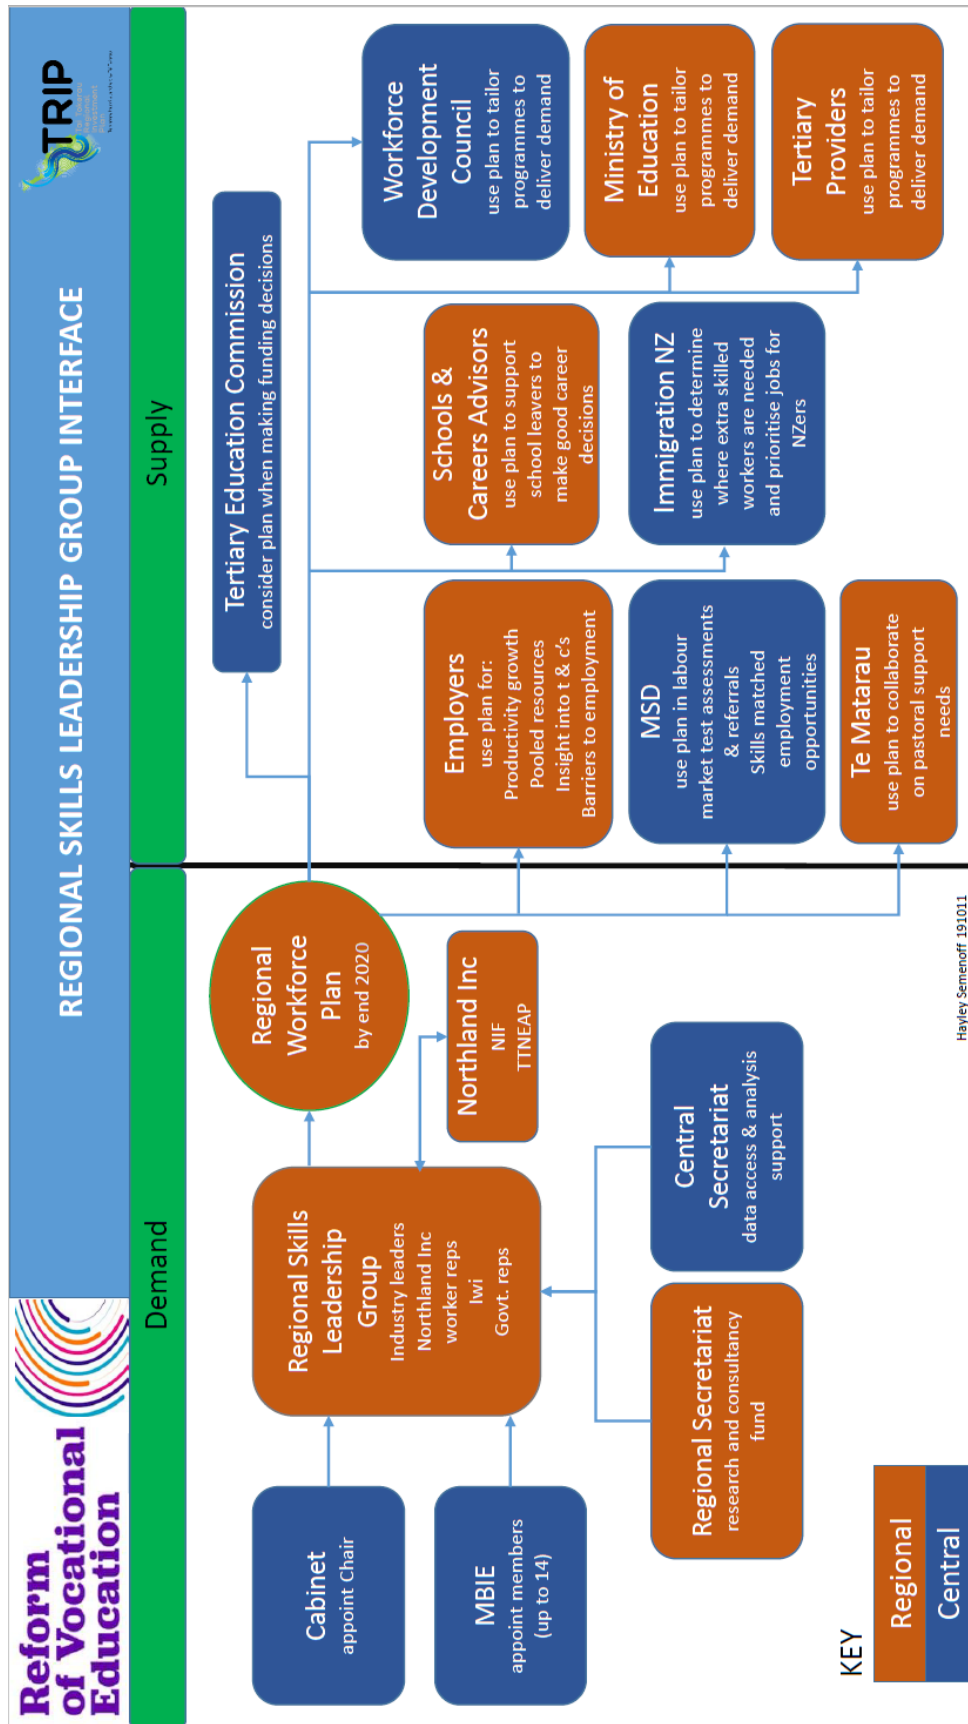 Reform
of Vocational
Education
REGIONAL SKILLS LEADERSHIP GROUP INTERFACE
TRIP
Tai Tokerau
Regional
Investment
Plan
Demand
Supply
Cabinet
appoint Chair
MBIE
appoint members
(up to 14)
Regional Skills
Leadership
Group
Industry leaders
Northland Inc
worker reps
Iwi
Govt. reps
Regional Secretariat
research and consultancy
fund
Central
Secretariat
data access & analysis
support
Regional
Workforce
Plan
by end 2020
Northland Inc
NIF
TTNEAP
Tertiary Education Commission
consider plan when making funding decisions
Employers
use plan for:
Productivity growth
Pooled resources
Insight into t & c's
Barriers to employment
MSD
use plan in labour
market test assessments
& referrals
Skills matched
employment
opportunities
Te Matarau
use plan to collaborate
on pastoral support
needs
Schools &
Careers Advisors
use plan to support
school leavers to
make good career
decisions
Immigration NZ
use plan to determine
where extra skilled
workers are needed
and prioritise jobs for
NZers
Workforce
Development
Council
use plan to tailor
programmes to
deliver demand
Ministry of
Education
use plan to tailor
programmes to
deliver demand
Tertiary
Providers
use plan to tailor
programmes to
deliver demand
KEY
Regional
Central
Hayley Semenoff 191011